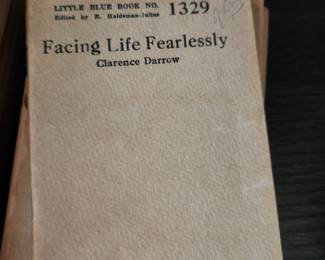 LITTLE BLUE BOOK NO. 1329
Edited by E. Haldeman-Julius
Facing Life Fearlessly
Clarence Darrow